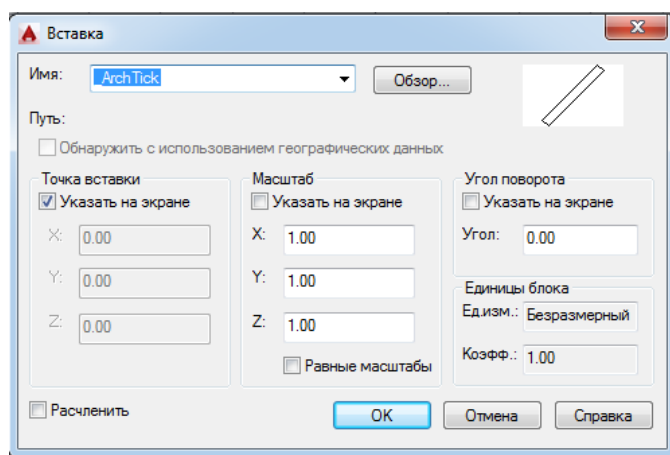 Вставка
Имя: _ArchTick Обзор...
Путь:
Обнаружить с использованием географических данных
Точка вставки
Указать на экране
X: 0.00
Y: 0.00
Z: 0.00
Масштаб
Указать на экране
X: 1.00
Y: 1.00
Z: 1.00
Равные масштабы
Угол поворота
Указать на экране
Угол: 0.00
Единицы блока
Ед.изм.: Безразмерный
Коэфф.: 1.00
Расчленить
OK Отмена Справка